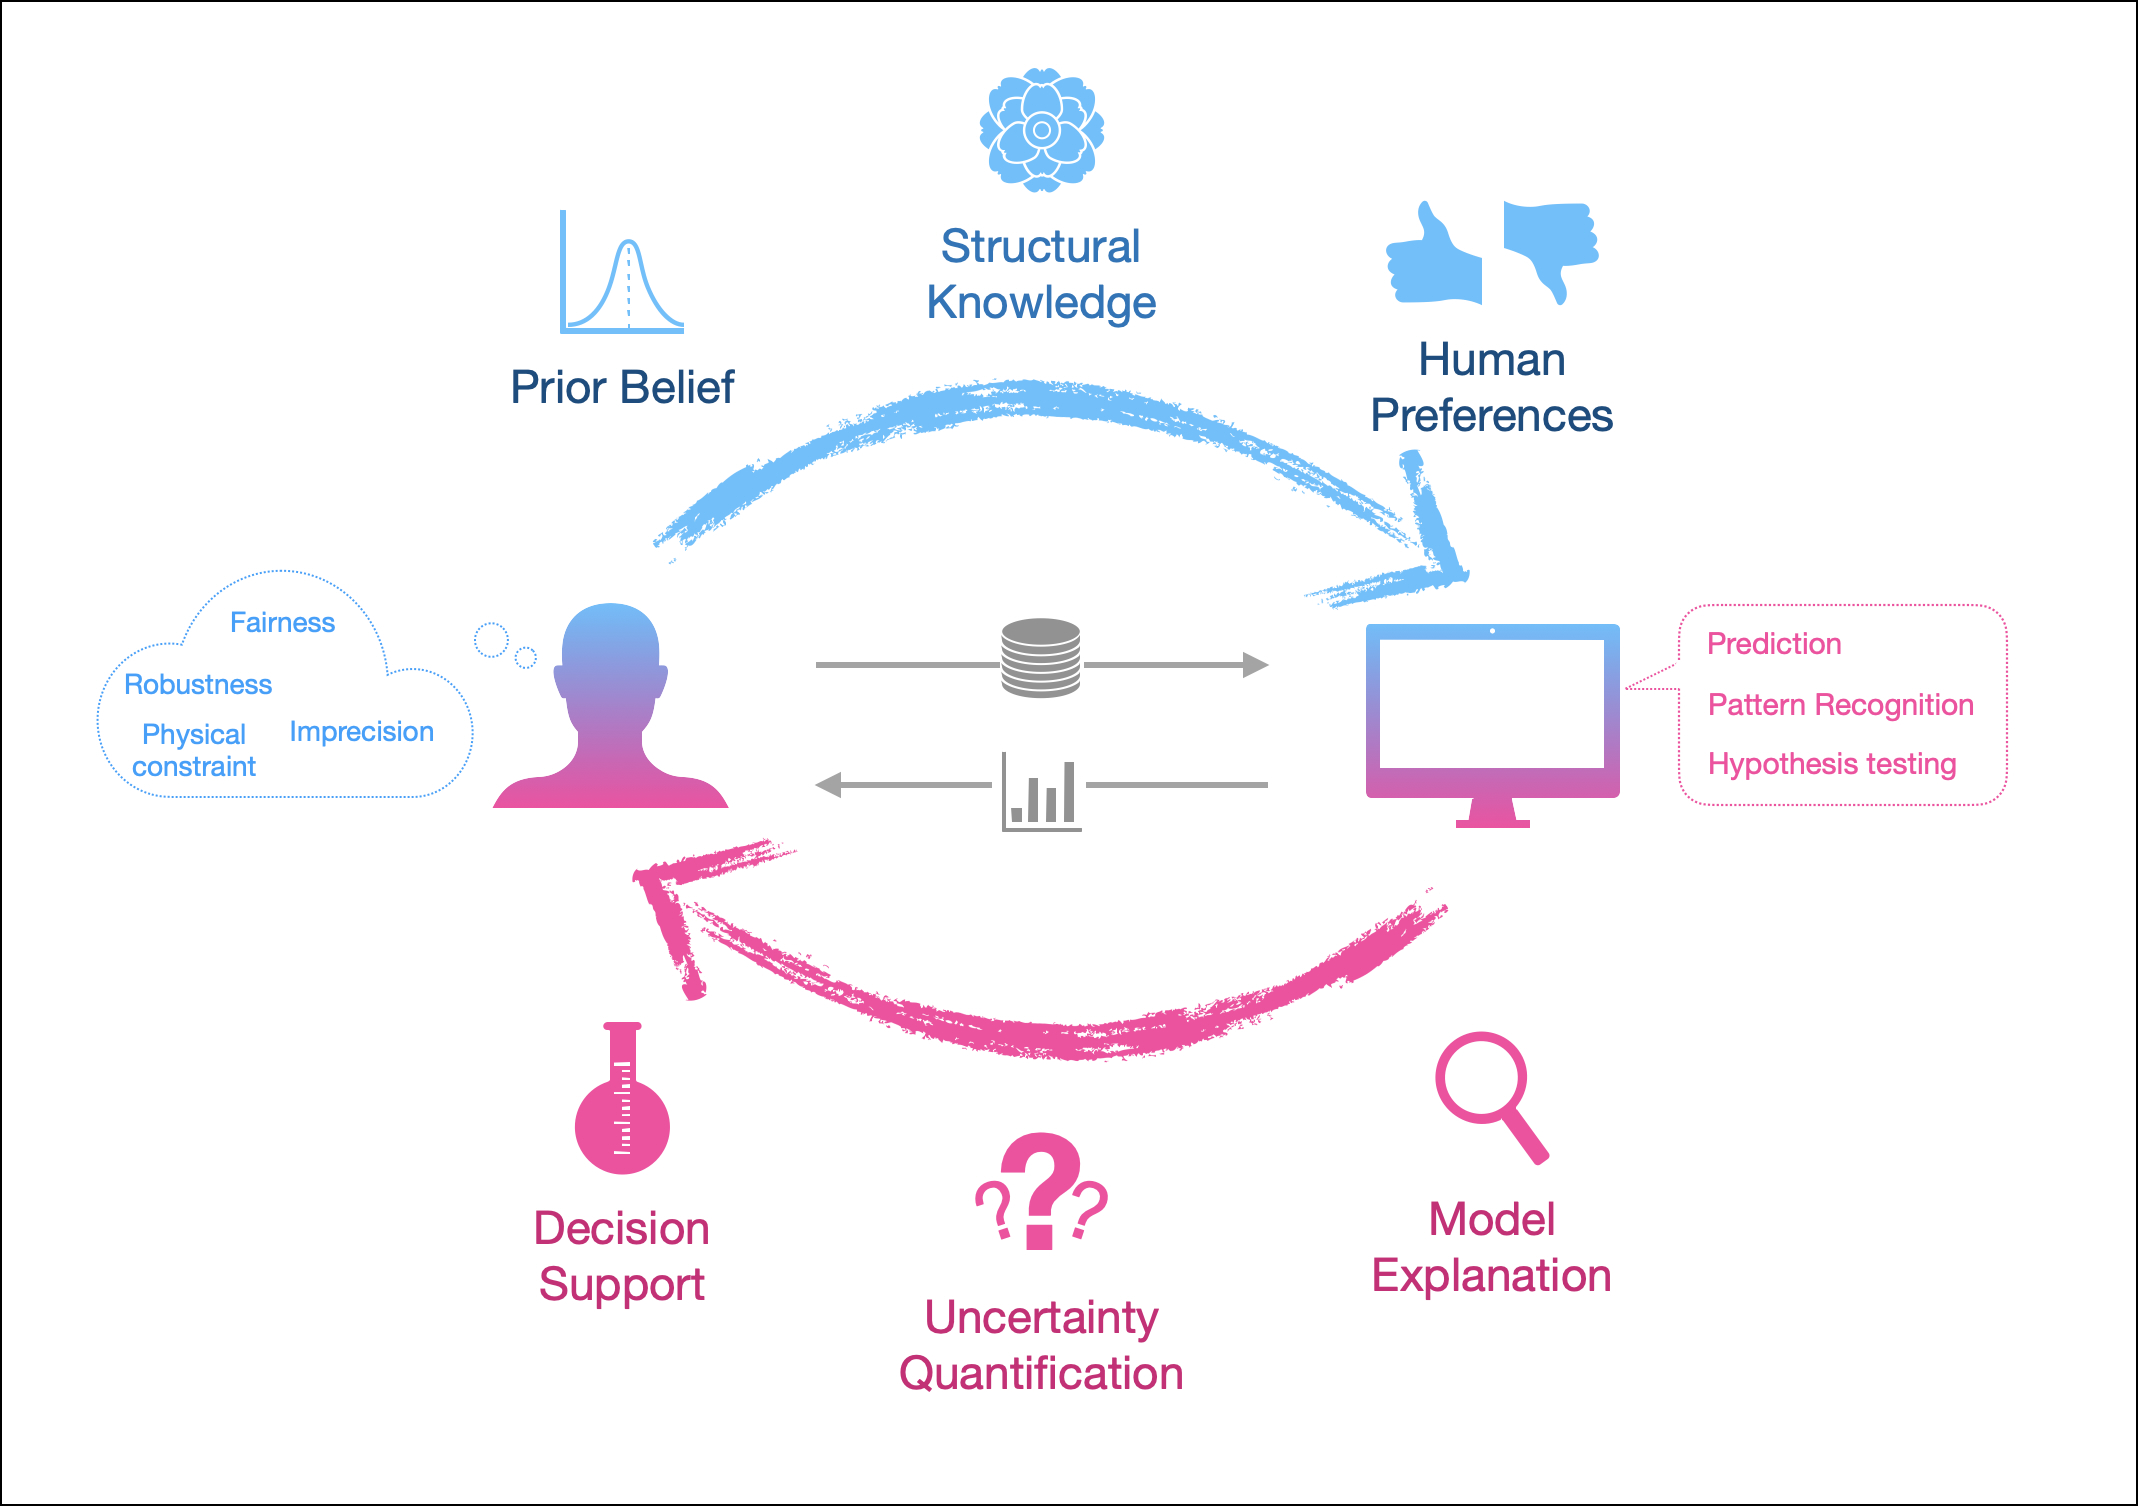 Structural
Knowledge
Prior Belief
Human
Preferences
Fairness
Robustness
Physical
constraint
Imprecision
Prediction
Pattern Recognition
Hypothesis testing
Decision
Support
Uncertainty
Quantification
Model
Explanation